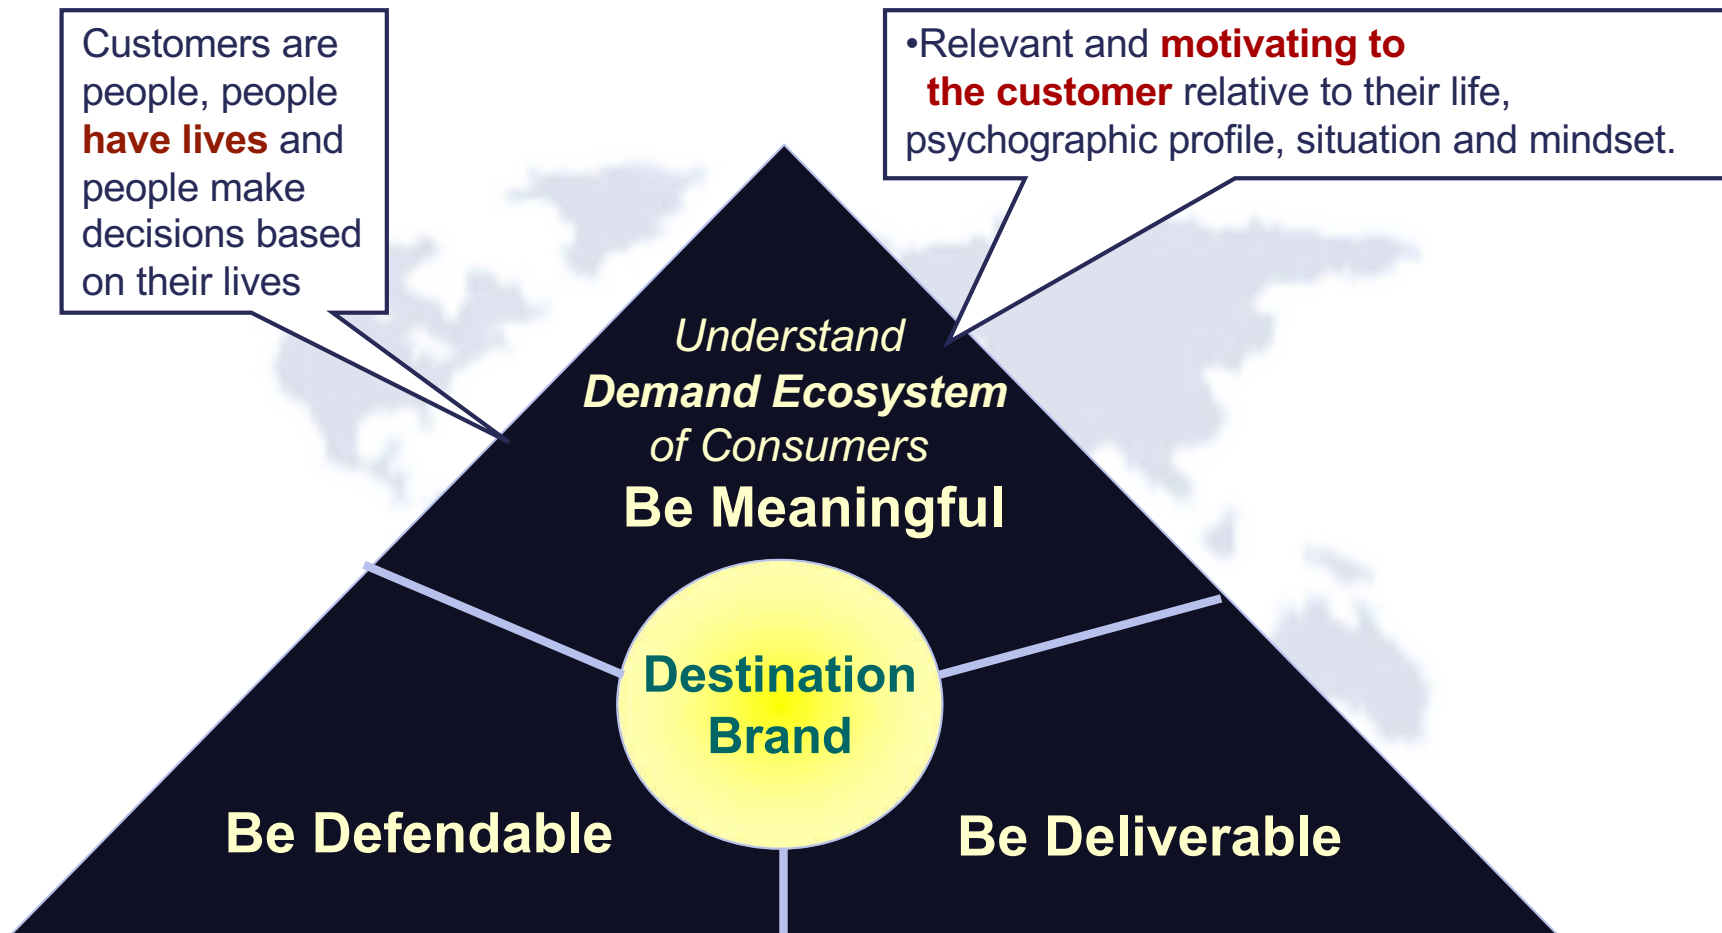 Customers are
people, people
have lives and
people make
decisions based
on their lives
•Relevant and motivating to
the customer relative to their life,
psychographic profile, situation and mindset.
Understand
Demand Ecosystem
of Consumers
Be Meaningful
Destination
Brand
Be Defendable
Be Deliverable